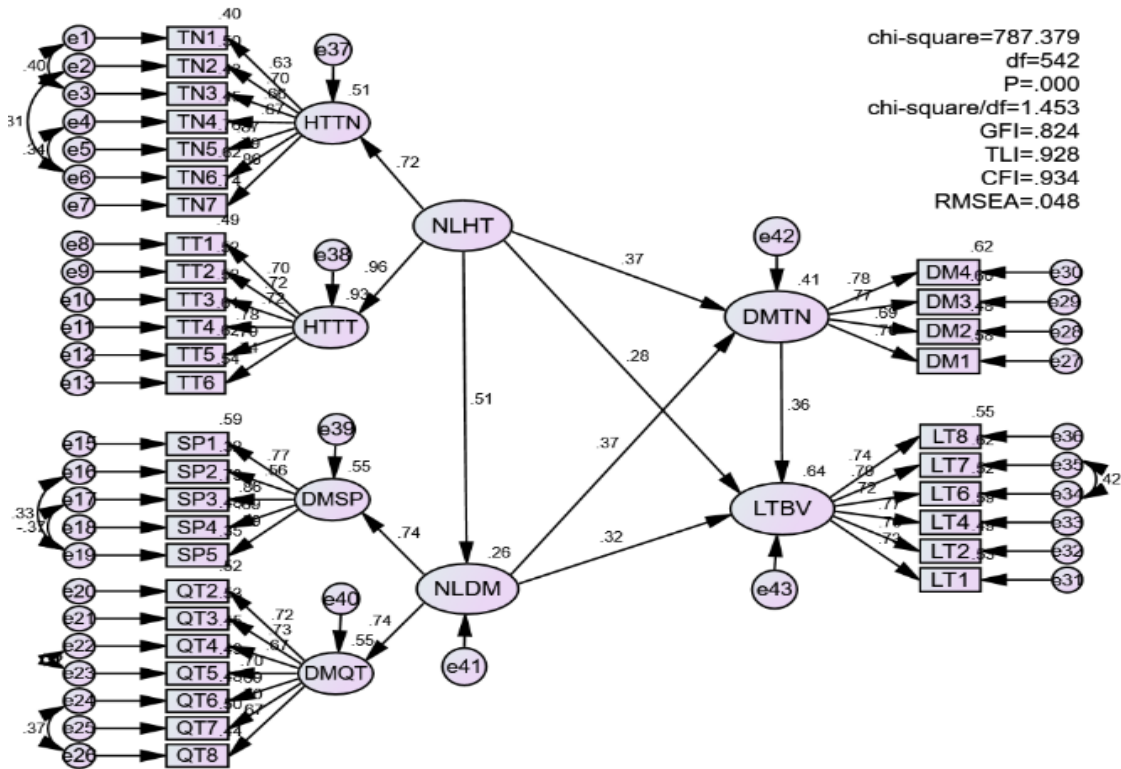 chi-square=787.379
df=542
P=.000
chi-square/df=1.453
GFI=.824
TLI=.928
CFI=.934
RMSEA=.048
.40
e1 TN1
e2 TN2
e3 TN3
e4 TN4
e5 TN5
e6 TN6
e7 TN7
.40
.34
.63
.70
e37
.51
HTTN
.72
.49
e8 TT1
e9 TT2
e10 TT3
e11 TT4
e12 TT5
e13 TT6
.70
.72
.72
.78
.54
e38
.93
HTTT
.96
NLHT
.37
.28
.51
e42
.41
DMTN
.78
.77
.69
.62
DM4 e30
DM3 e29
DM2 e28
DM1 e27
.36
.37
.59
e15 SP1
e16 SP2
e17 SP3
e18 SP4
e19 SP5
.33
.77
.56
.86
.35
e39
.55
DMSP
.74
.26
NLDM
e41
.32
.64
LTBV
e43
.74
.72
.55
LT8 e36
LT7 e35
LT6 e34
LT4 e33
LT2 e32
LT1 e31
.42
.52
e20 QT2
e21 QT3
e22 QT4
e23 QT5
e24 QT6
e25 QT7
e26 QT8
.37
.72
.73
.67
.70
.67
.44
e40
.55
DMQT
.74